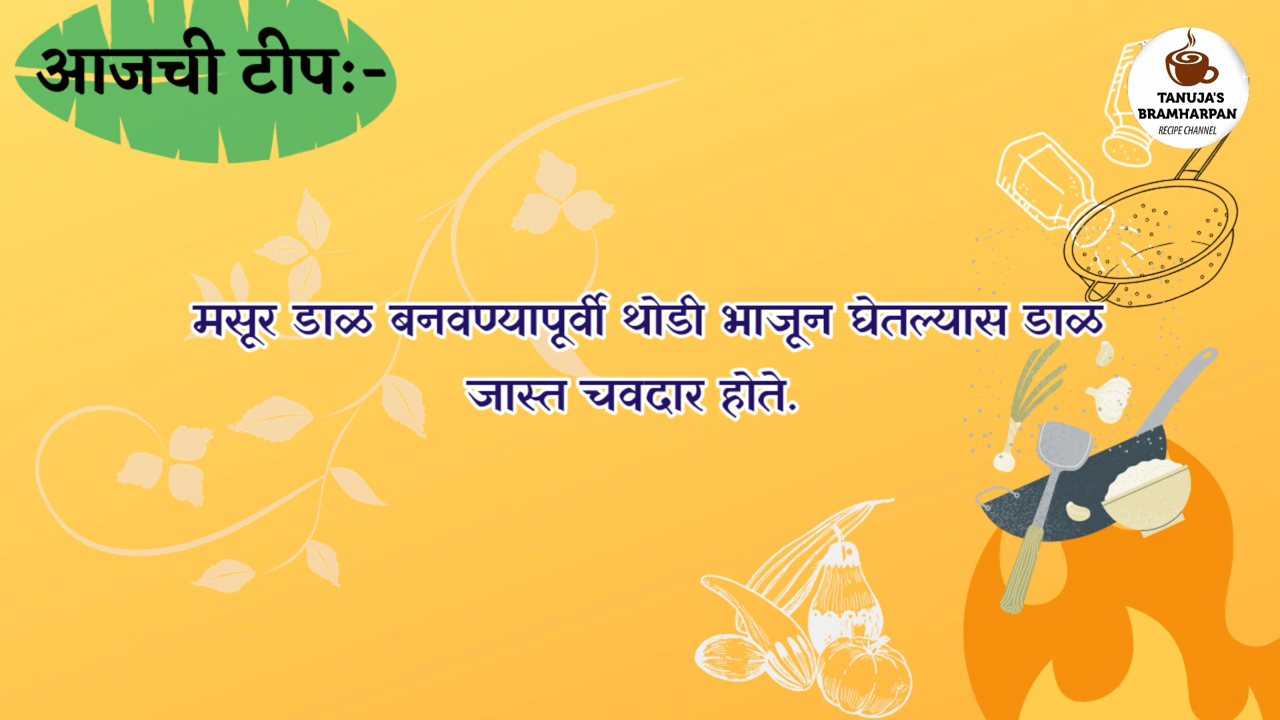 आजची टीप:-
TANUJA'S
BRAMHARPAN
RECIPE CHANNEL
मसूर डाळ बनवण्यापूर्वी थोडी भाजून घेतल्यास डाळ
जास्त चवदार होते.